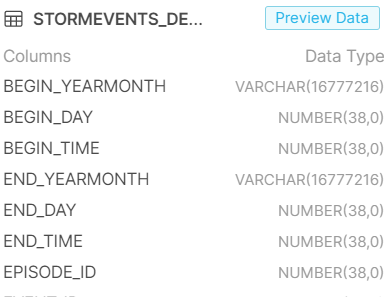 STORMEVENTS_DE... Preview Data
Columns Data Type
BEGIN_YEARMONTH VARCHAR(16777216)
BEGIN_DAY NUMBER(38,0)
BEGIN_TIME NUMBER(38,0)
END_YEARMONTH VARCHAR(16777216)
END_DAY NUMBER(38,0)
END_TIME NUMBER(38,0)
EPISODE_ID NUMBER(38,0)